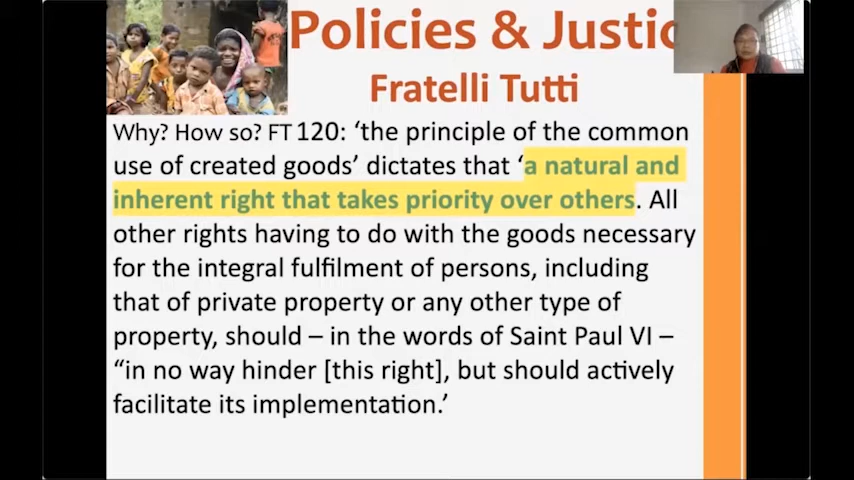 Policies & Justic
Fratelli Tutti
Why? How so? FT 120: ‘the principle of the common
use of created goods’ dictates that ‘a natural and
inherent right that takes priority over others. All
other rights having to do with the goods necessary
for the integral fulfilment of persons, including
that of private property or any other type of
property, should – in the words of Saint Paul VI –
“in no way hinder [this right], but should actively
facilitate its implementation.’